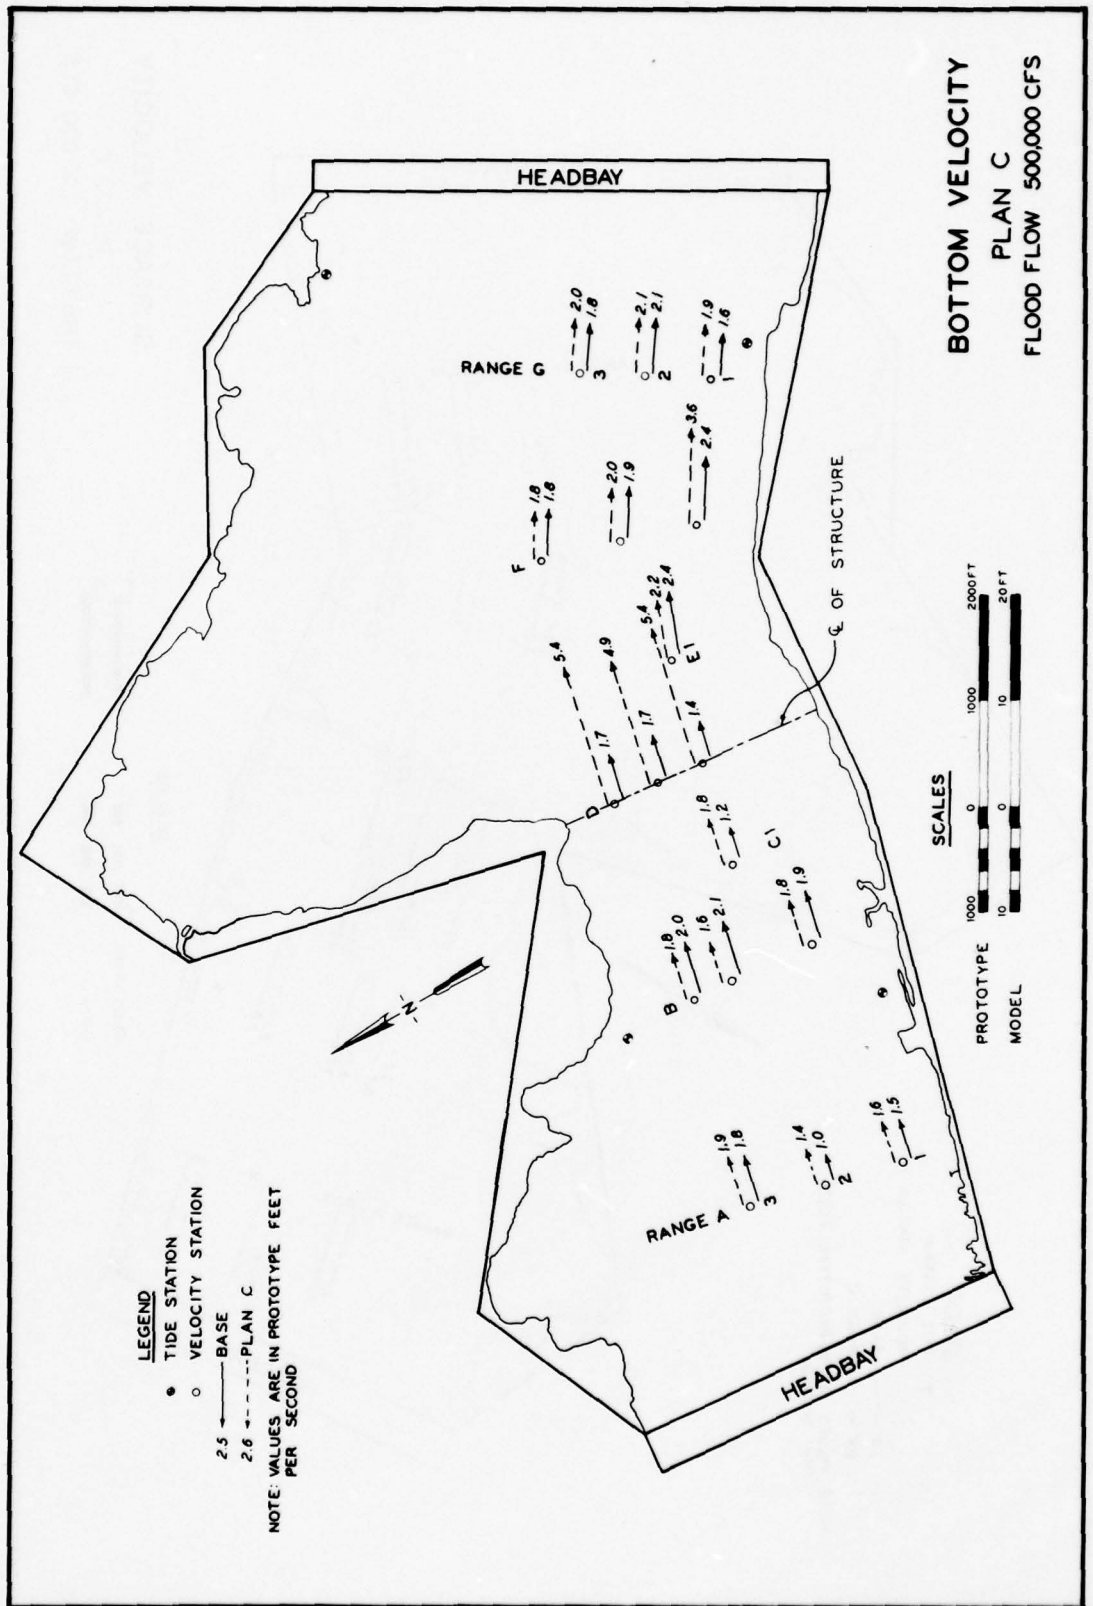 HEADBAY
RANGE G
2.0
1.8
3
2.1
2.1
2
1.9
1.6
1
F
1.8
1.8
2.0
1.9
3.6
2.4
5.4
4.9
5.4
2.2
2.4
E1
D
1.7
1.7
1.4
℄ OF STRUCTURE
1.8
1.2
C1
1.8
1.9
B
1.8
2.0
1.6
2.1
N
RANGE A
1.9
1.8
3
1.4
1.0
2
1.6
1.5
1
HEADBAY
LEGEND
TIDE STATION
VELOCITY STATION
2.5 BASE
2.6 PLAN C
NOTE: VALUES ARE IN PROTOTYPE FEET
PER SECOND
SCALES
PROTOTYPE 1000 0 1000 2000 FT
MODEL 10 0 10 20 FT
BOTTOM VELOCITY
PLAN C
FLOOD FLOW 500,000 CFS